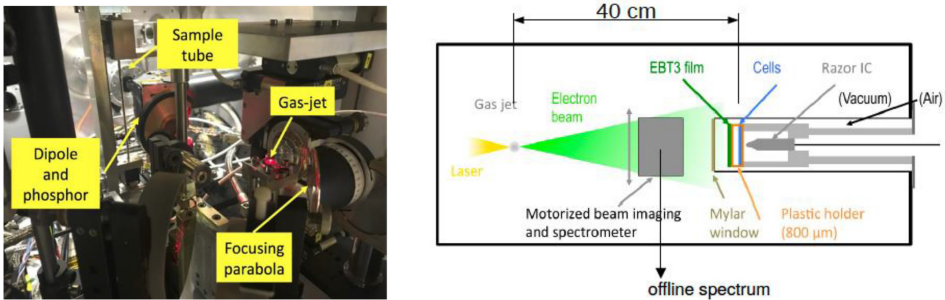 Sample
tube
Gas-jet
Dipole
and
phosphor
Focusing
parabola
40 cm
EBT3 film
Cells
Razor IC
Gas jet
Electron
beam
(Vacuum)
(Air)
Laser
Motorized beam imaging
and spectrometer
Mylar
window
Plastic holder
(800 μm)
offline spectrum